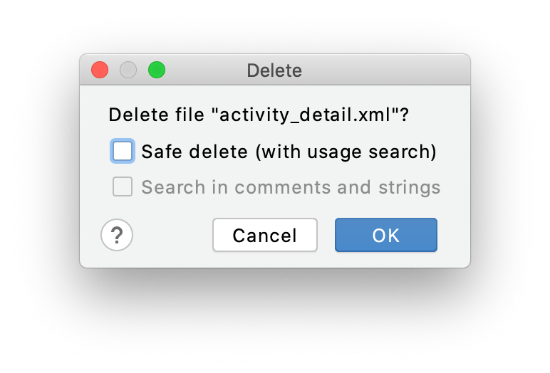 Delete
Delete file "activity_detail.xml"?
Safe delete (with usage search)
Search in comments and strings
? Cancel OK